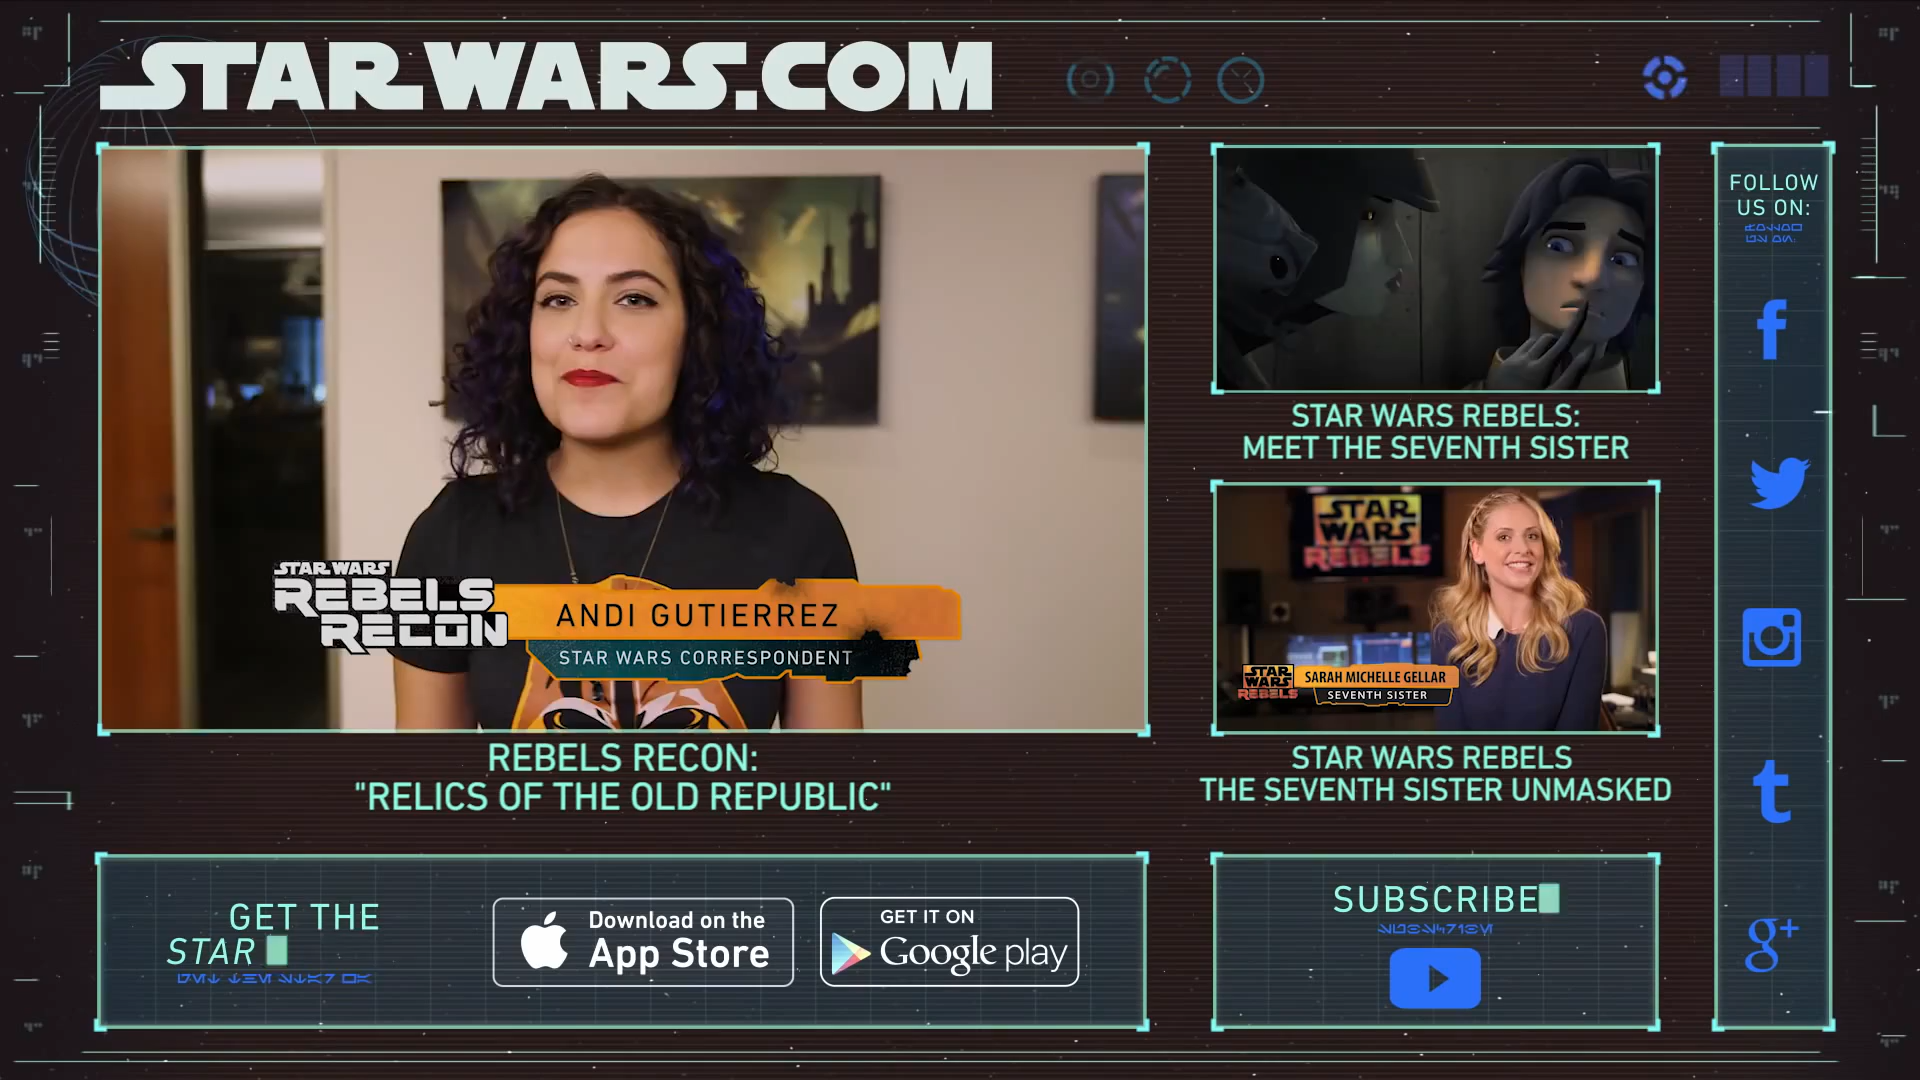 STAR WARS.COM
STAR WARS
REBELS
RECON
ANDI GUTIERREZ
STAR WARS CORRESPONDENT
REBELS RECON:
"RELICS OF THE OLD REPUBLIC"
STAR WARS REBELS:
MEET THE SEVENTH SISTER
STAR
WARS
REBELS
STAR
WARS
REBELS
SARAH MICHELLE GELLAR
SEVENTH SISTER
STAR WARS REBELS
THE SEVENTH SISTER UNMASKED
FOLLOW
US ON:
f
t
g+
GET THE
STAR
Download on the
App Store
GET IT ON
Google play
SUBSCRIBE